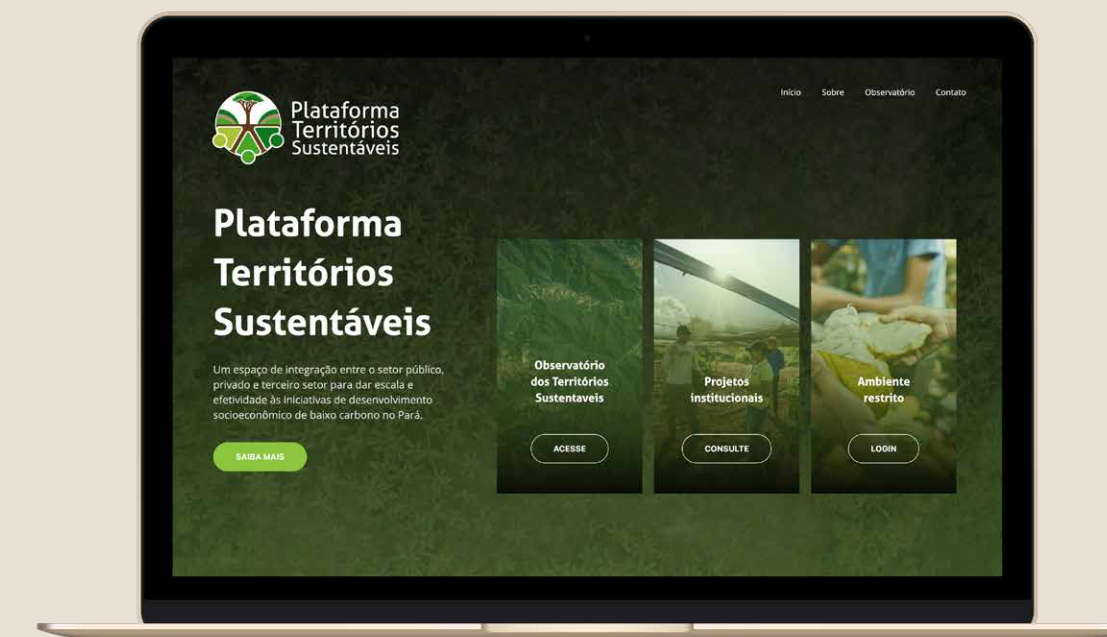 Plataforma
Territórios
Sustentáveis
Início Sobre Observatório Contato
Plataforma
Territórios
Sustentáveis
Um espaço de integração entre o setor público,
privado e terceiro setor para dar escala e
efetividade às iniciativas de desenvolvimento
socioeconômico de baixo carbono no Pará.
SAIBA MAIS
Observatório
dos Territórios
Sustentaveis
ACESSE
Projetos
institucionais
CONSULTE
Ambiente
restrito
LOGIN